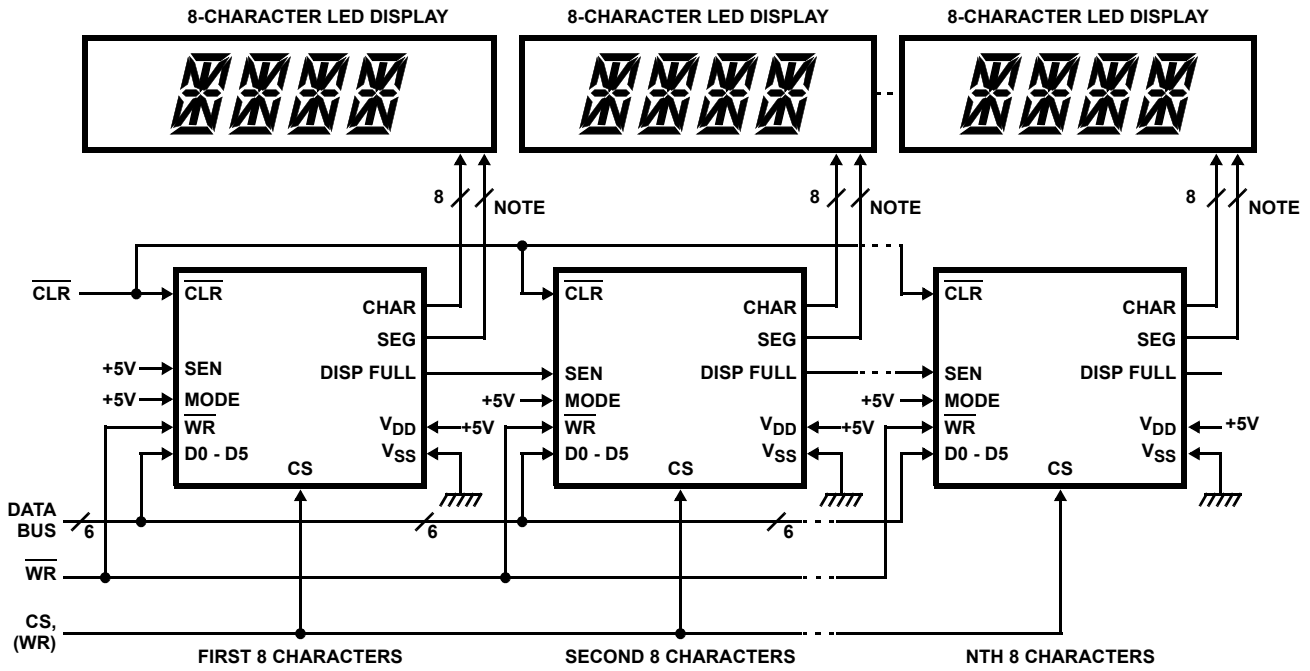 8-CHARACTER LED DISPLAY
8-CHARACTER LED DISPLAY
8-CHARACTER LED DISPLAY
8
NOTE
8
NOTE
8
NOTE
CLR
CLR
CHAR
SEG
+5V
SEN
DISP FULL
+5V
MODE
WR
VDD
+5V
D0 - D5
VSS
CS
CLR
CHAR
SEG
SEN
DISP FULL
+5V
MODE
WR
VDD
+5V
D0 - D5
VSS
CS
CLR
CHAR
SEG
SEN
DISP FULL
+5V
MODE
WR
VDD
+5V
D0 - D5
VSS
CS
DATA
BUS
6
6
6
WR
CS,
(WR)
FIRST 8 CHARACTERS
SECOND 8 CHARACTERS
NTH 8 CHARACTERS